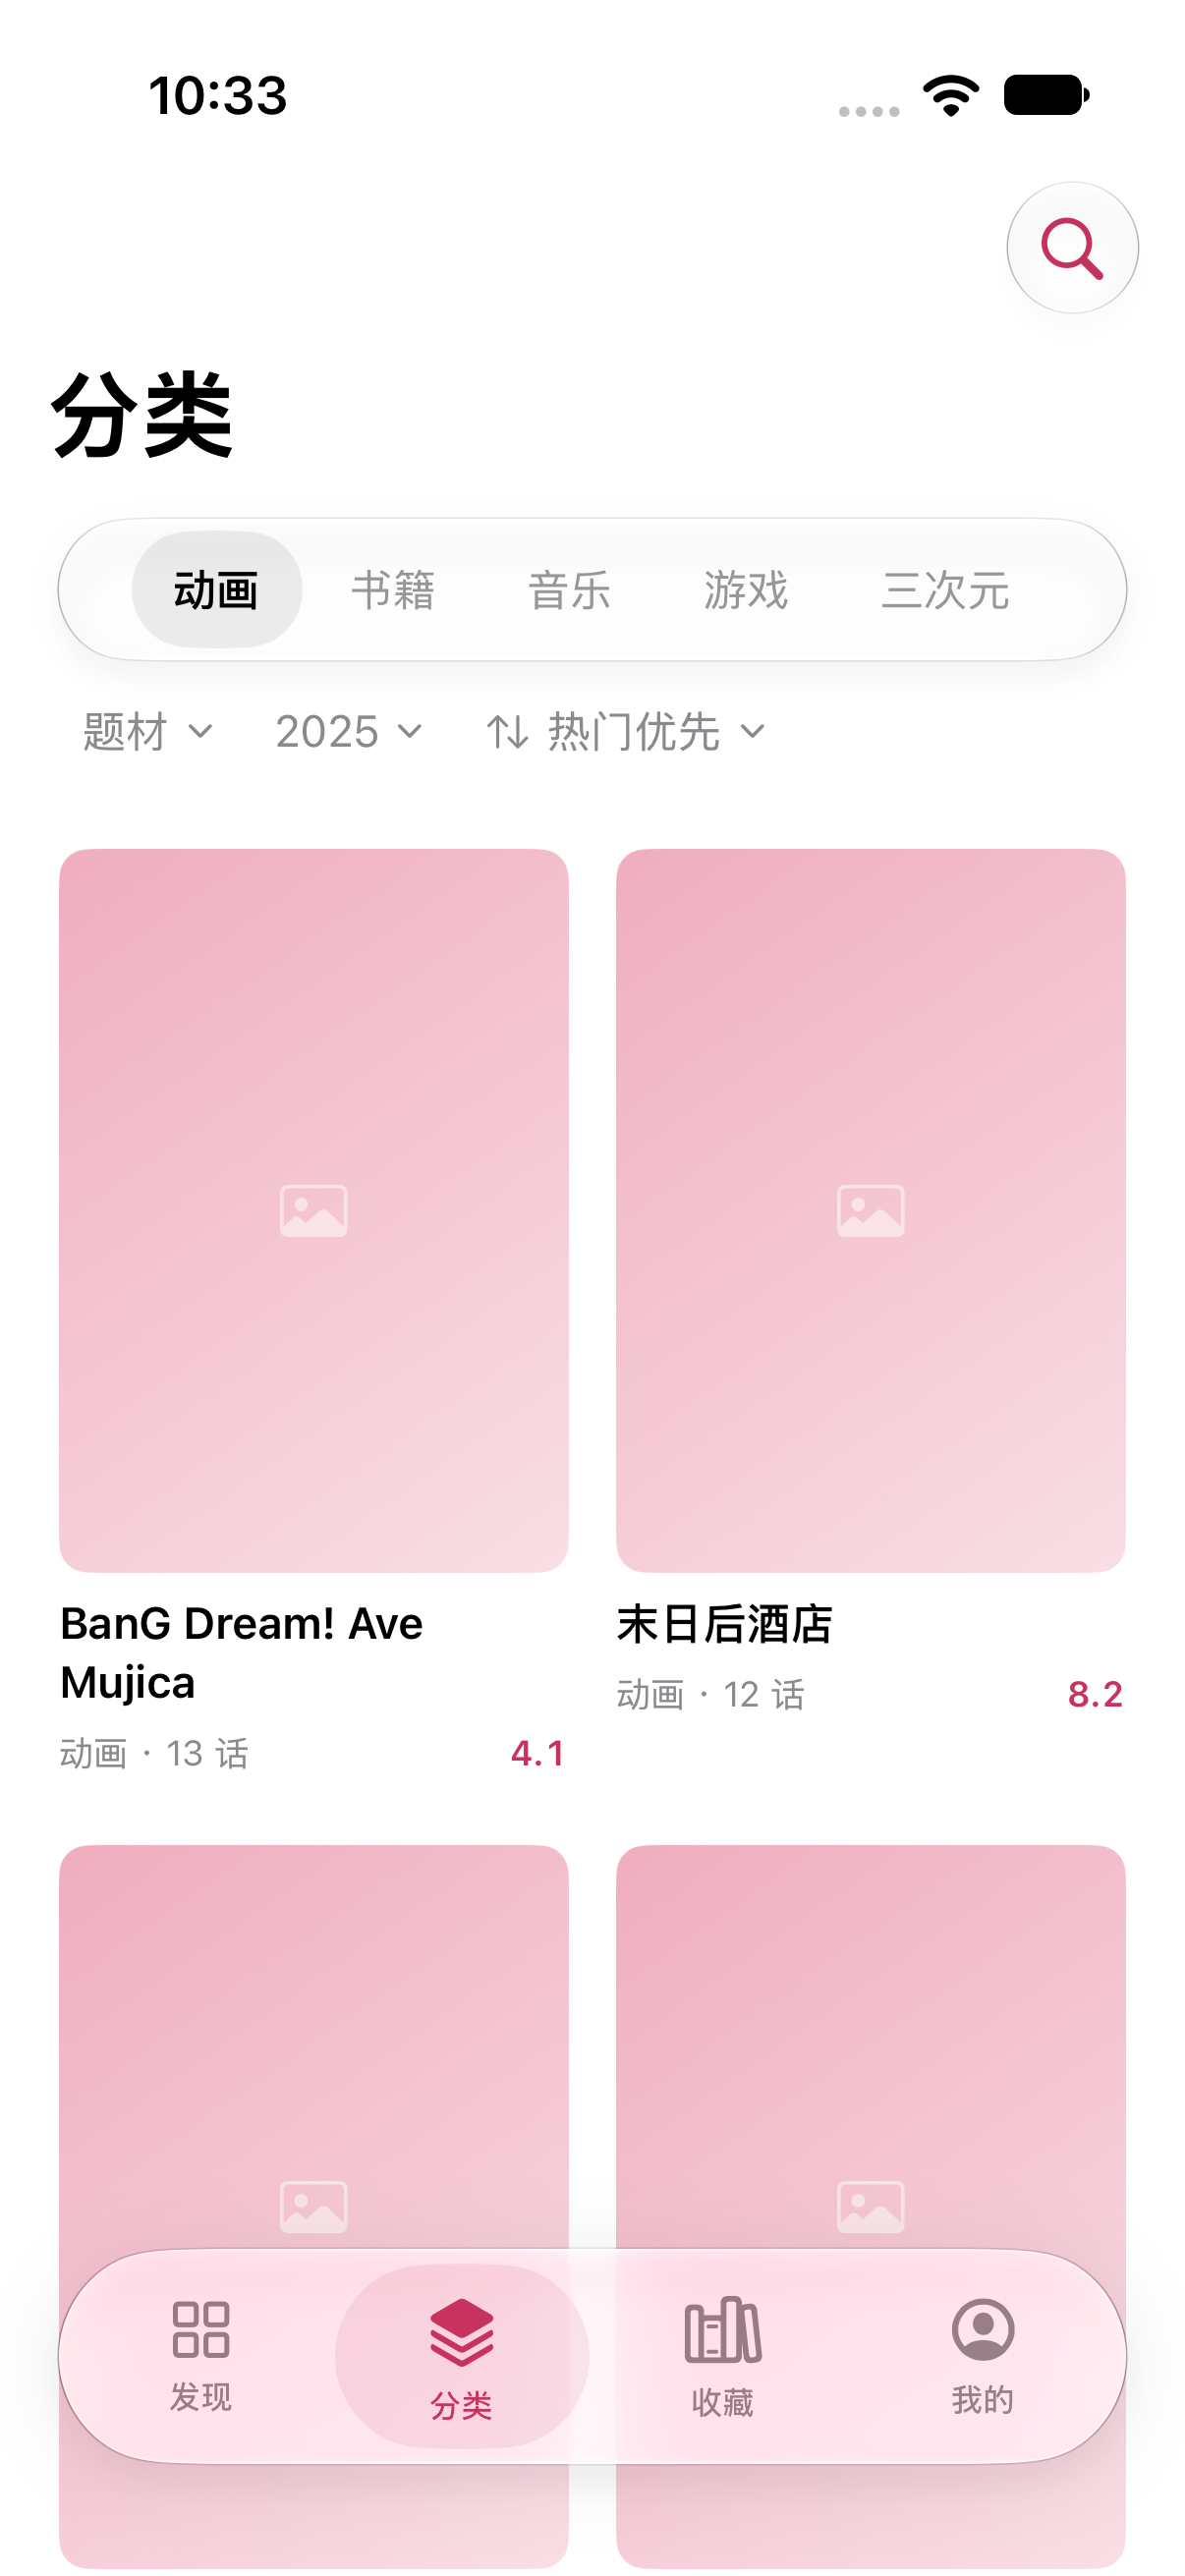 10:33
分类
动画 书籍 音乐 游戏 三次元
题材 2025 热门优先
BanG Dream! Ave
Mujica
动画 · 13 话 4.1
末日后酒店
动画 · 12 话 8.2
发现 分类 收藏 我的